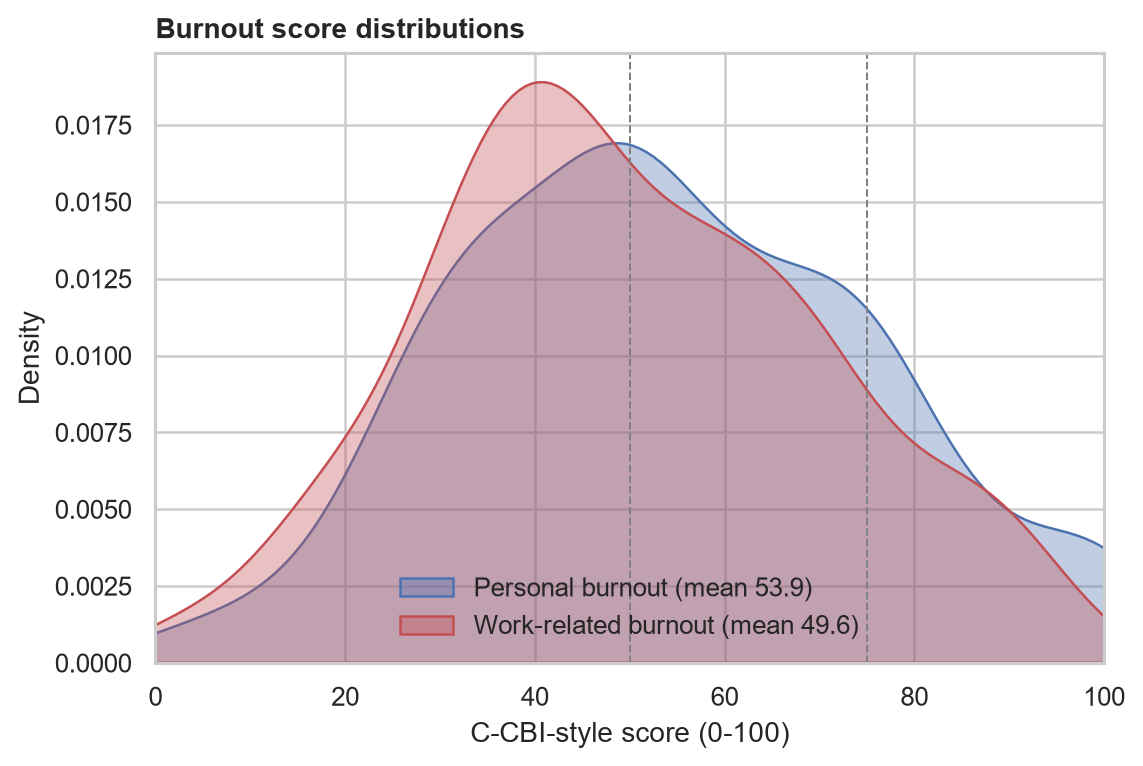 Burnout score distributions
Density
0.0175
0.0150
0.0125
0.0100
0.0075
0.0050
0.0025
0.0000
Personal burnout (mean 53.9)
Work-related burnout (mean 49.6)
0 20 40 60 80 100
C-CBI-style score (0-100)